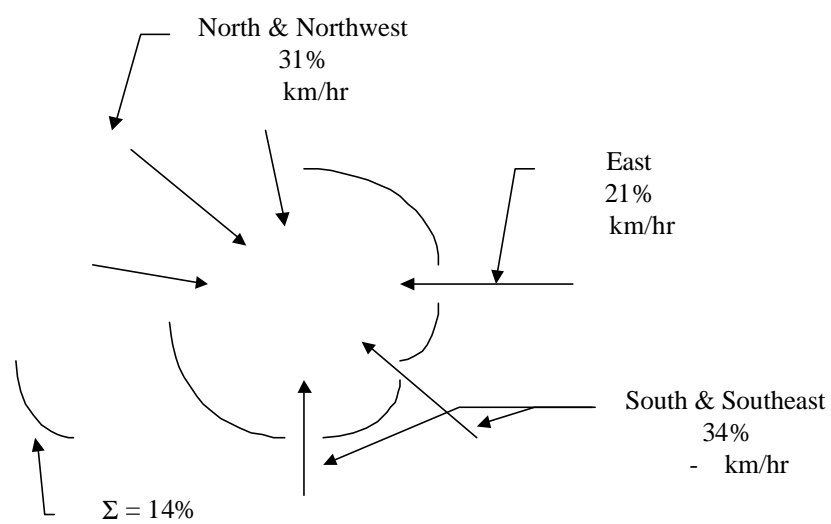 North & Northwest
31%
km/hr
East
21%
km/hr
South & Southeast
34%
- km/hr
Σ = 14%